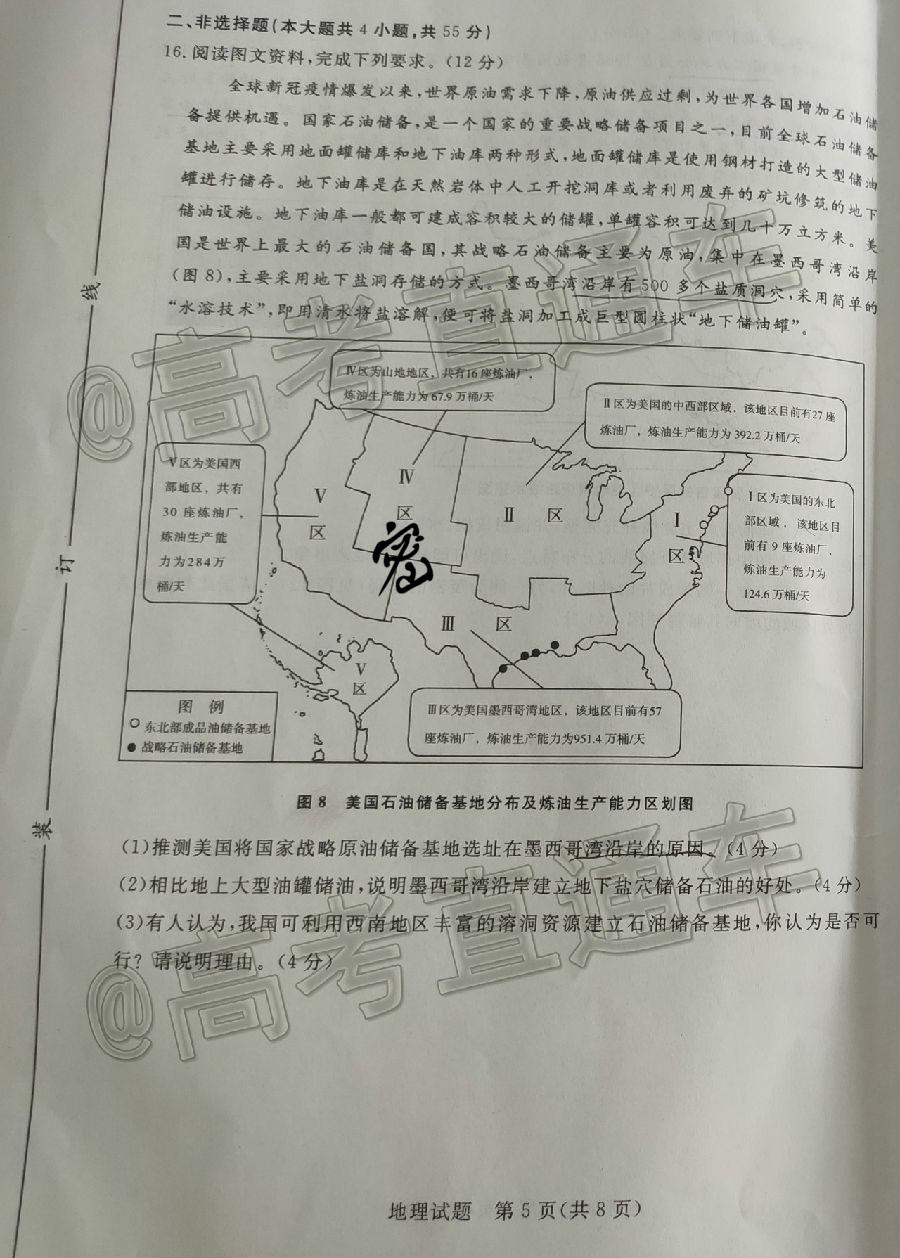 二、非选择题(本大题共4小题,共55分)
16.阅读图文资料,完成下列要求。(12分)
全球新冠疫情爆发以来,世界原油需求下降,原油供应过剩,为世界各国增加石油储
备提供机遇。国家石油储备,是一个国家的重要战略储备项目之一,目前全球石油储备
基地主要采用地面罐储库和地下油库两种形式,地面罐储库是使用钢材打造的大型储油
罐进行储存。地下油库是在天然岩体中人工开挖洞库或者利用废弃的矿坑修筑的地下
储油设施。地下油库一般都可建成容积较大的储罐,单罐容积可达到几十万立方米。美
国是世界上最大的石油储备国,其战略石油储备主要为原油,集中在墨西哥湾沿岸
(图8),主要采用地下盐洞存储的方式。墨西哥湾沿岸有500多个盐质洞穴,采用简单的
“水溶技术”,即用清水将盐溶解,便可将盐洞加工成巨型圆柱状“地下储油罐”。
Ⅳ区为山地地区,共有16座炼油厂,
炼油生产能力为67.9万桶/天
Ⅱ区为美国的中西部区域,该地区目前有27座
炼油厂,炼油生产能力为392.2万桶/天
Ⅴ区为美国西
部地区,共有
30座炼油厂,
炼油生产能
力为284万
桶/天
Ⅰ区为美国的东北
部区域,该地区目
前有9座炼油厂,
炼油生产能力为
124.6万桶/天
Ⅴ
区
Ⅳ
区
Ⅱ 区
Ⅰ
区
Ⅲ 区
Ⅴ
区
密
Ⅲ区为美国墨西哥湾地区,该地区目前有57
座炼油厂,炼油生产能力为951.4万桶/天
图 例
东北部成品油储备基地
战略石油储备基地
图8 美国石油储备基地分布及炼油生产能力区划图
(1)推测美国将国家战略原油储备基地选址在墨西哥湾沿岸的原因。(4分)
(2)相比地上大型油罐储油,说明墨西哥湾沿岸建立地下盐穴储备石油的好处。(4分)
(3)有人认为,我国可利用西南地区丰富的溶洞资源建立石油储备基地,你认为是否可
行?请说明理由。(4分)
地理试题 第5页(共8页)
线
订
装
@高考直通车
@高考直通车